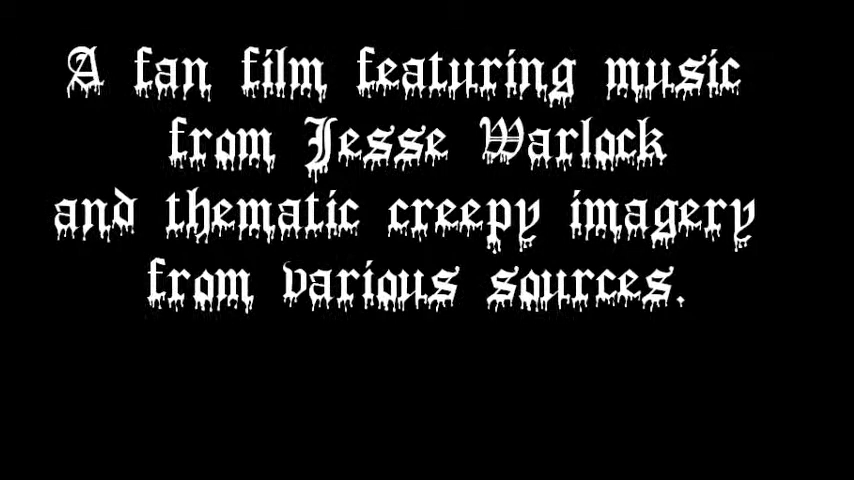 A fan film featuring music
from Jesse Warlock
and thematic creepy imagery
from various sources.